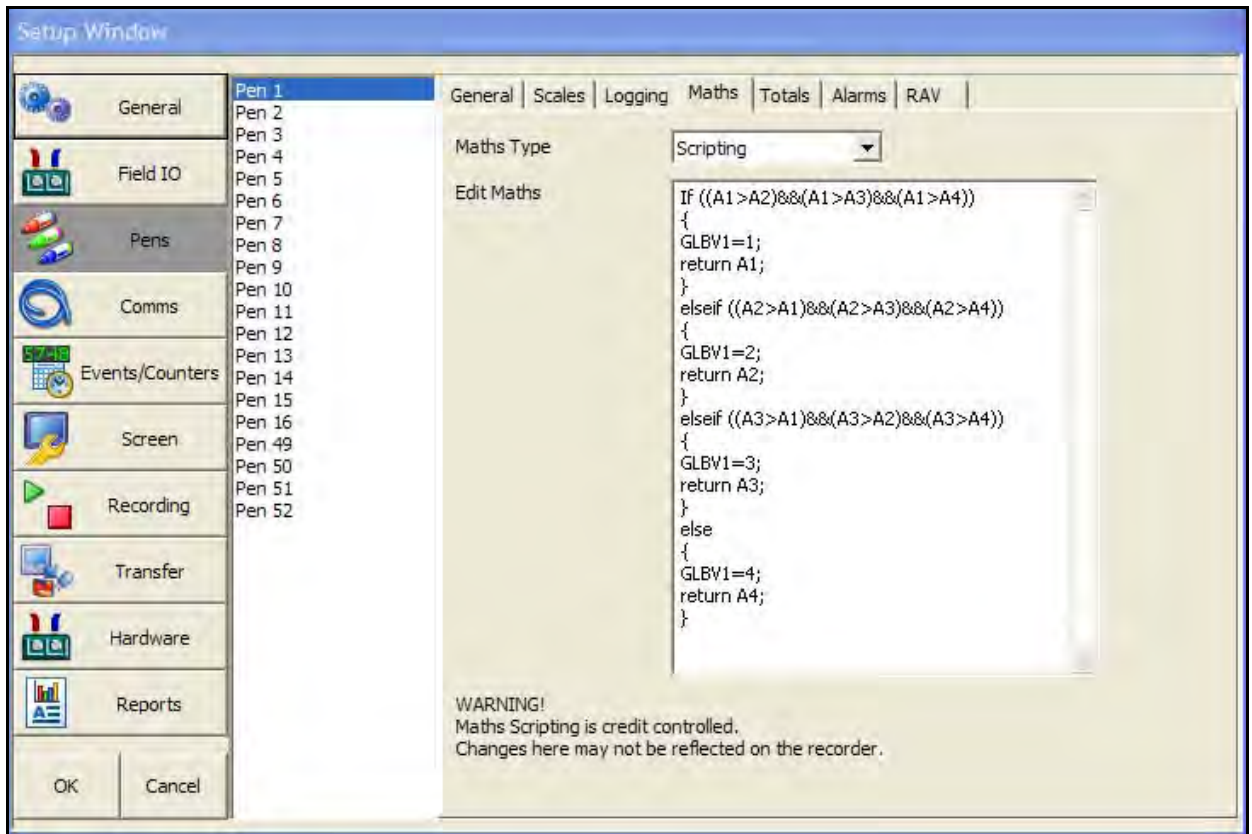 Setup Window
General
Field IO
Pens
Comms
57:48
Events/Counters
Screen
Recording
Transfer
Hardware
Reports
OK
Cancel
Pen 1
Pen 2
Pen 3
Pen 4
Pen 5
Pen 6
Pen 7
Pen 8
Pen 9
Pen 10
Pen 11
Pen 12
Pen 13
Pen 14
Pen 15
Pen 16
Pen 49
Pen 50
Pen 51
Pen 52
General Scales Logging Maths Totals Alarms RAV
Maths Type Scripting
Edit Maths
If ((A1>A2)&&(A1>A3)&&(A1>A4))
{
GLBV1=1;
return A1;
}
elseif ((A2>A1)&&(A2>A3)&&(A2>A4))
{
GLBV1=2;
return A2;
}
elseif ((A3>A1)&&(A3>A2)&&(A3>A4))
{
GLBV1=3;
return A3;
}
else
{
GLBV1=4;
return A4;
}
WARNING!
Maths Scripting is credit controlled.
Changes here may not be reflected on the recorder.